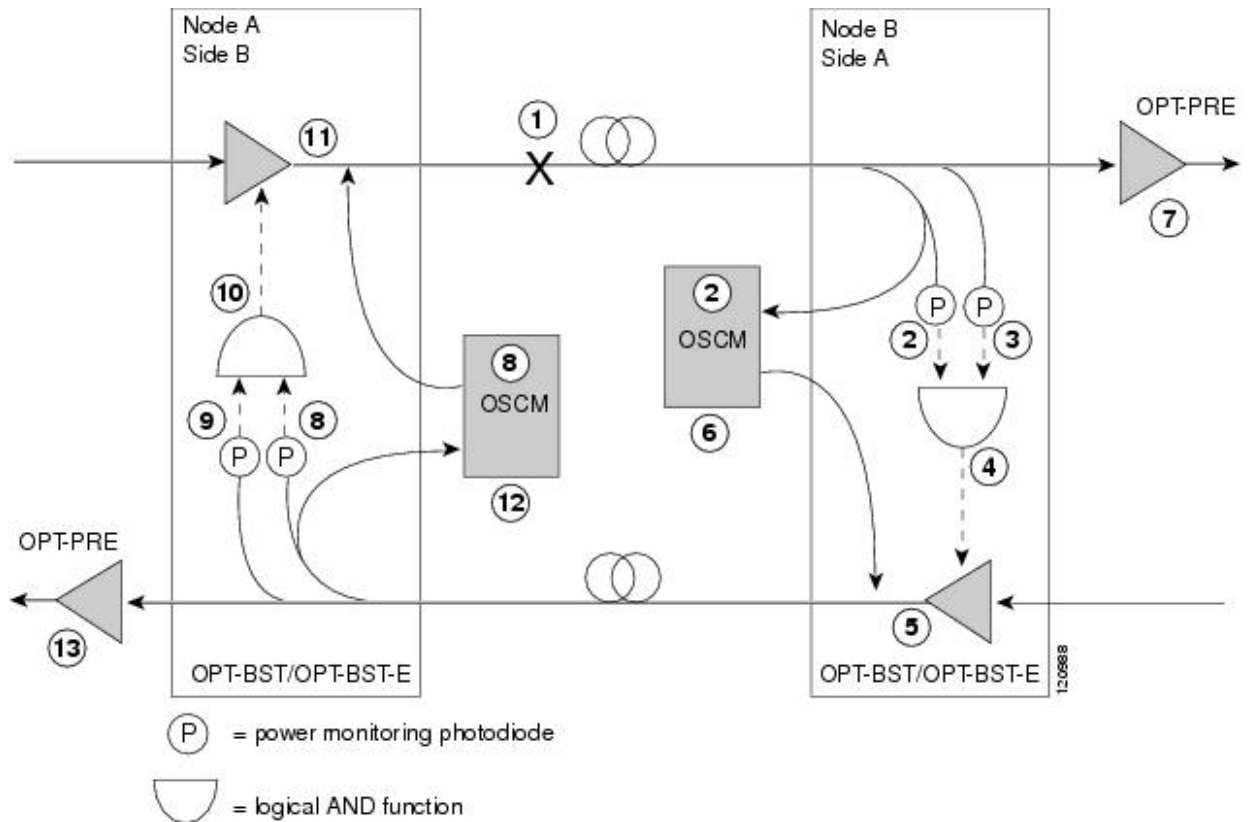 Node A
Side B
Node B
Side A
1
11
OPT-PRE
7
10
2
OSCM
P
P
2
3
8
OSCM
9
8
6
P
P
4
12
OPT-PRE
13
5
OPT-BST/OPT-BST-E
OPT-BST/OPT-BST-E
120988
P = power monitoring photodiode
= logical AND function